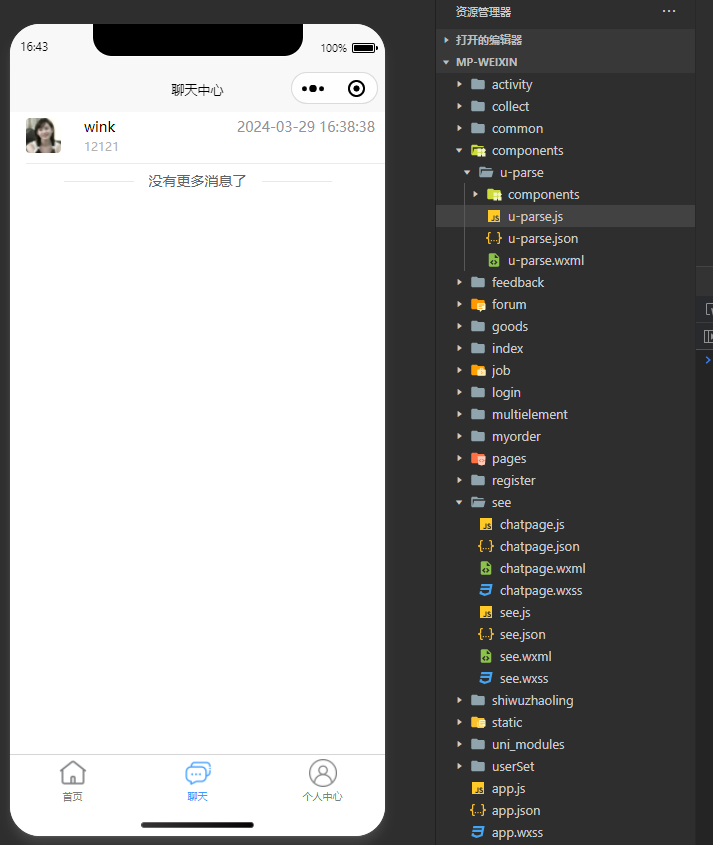 16:43
100%
聊天中心
wink
2024-03-29 16:38:38
12121
没有更多消息了
首页
聊天
个人中心
资源管理器
打开的编辑器
MP-WEIXIN
activity
collect
common
components
u-parse
components
u-parse.js
u-parse.json
u-parse.wxml
feedback
forum
goods
index
job
login
multielement
myorder
pages
register
see
chatpage.js
chatpage.json
chatpage.wxml
chatpage.wxss
see.js
see.json
see.wxml
see.wxss
shiwuzhaoling
static
uni_modules
userSet
app.js
app.json
app.wxss